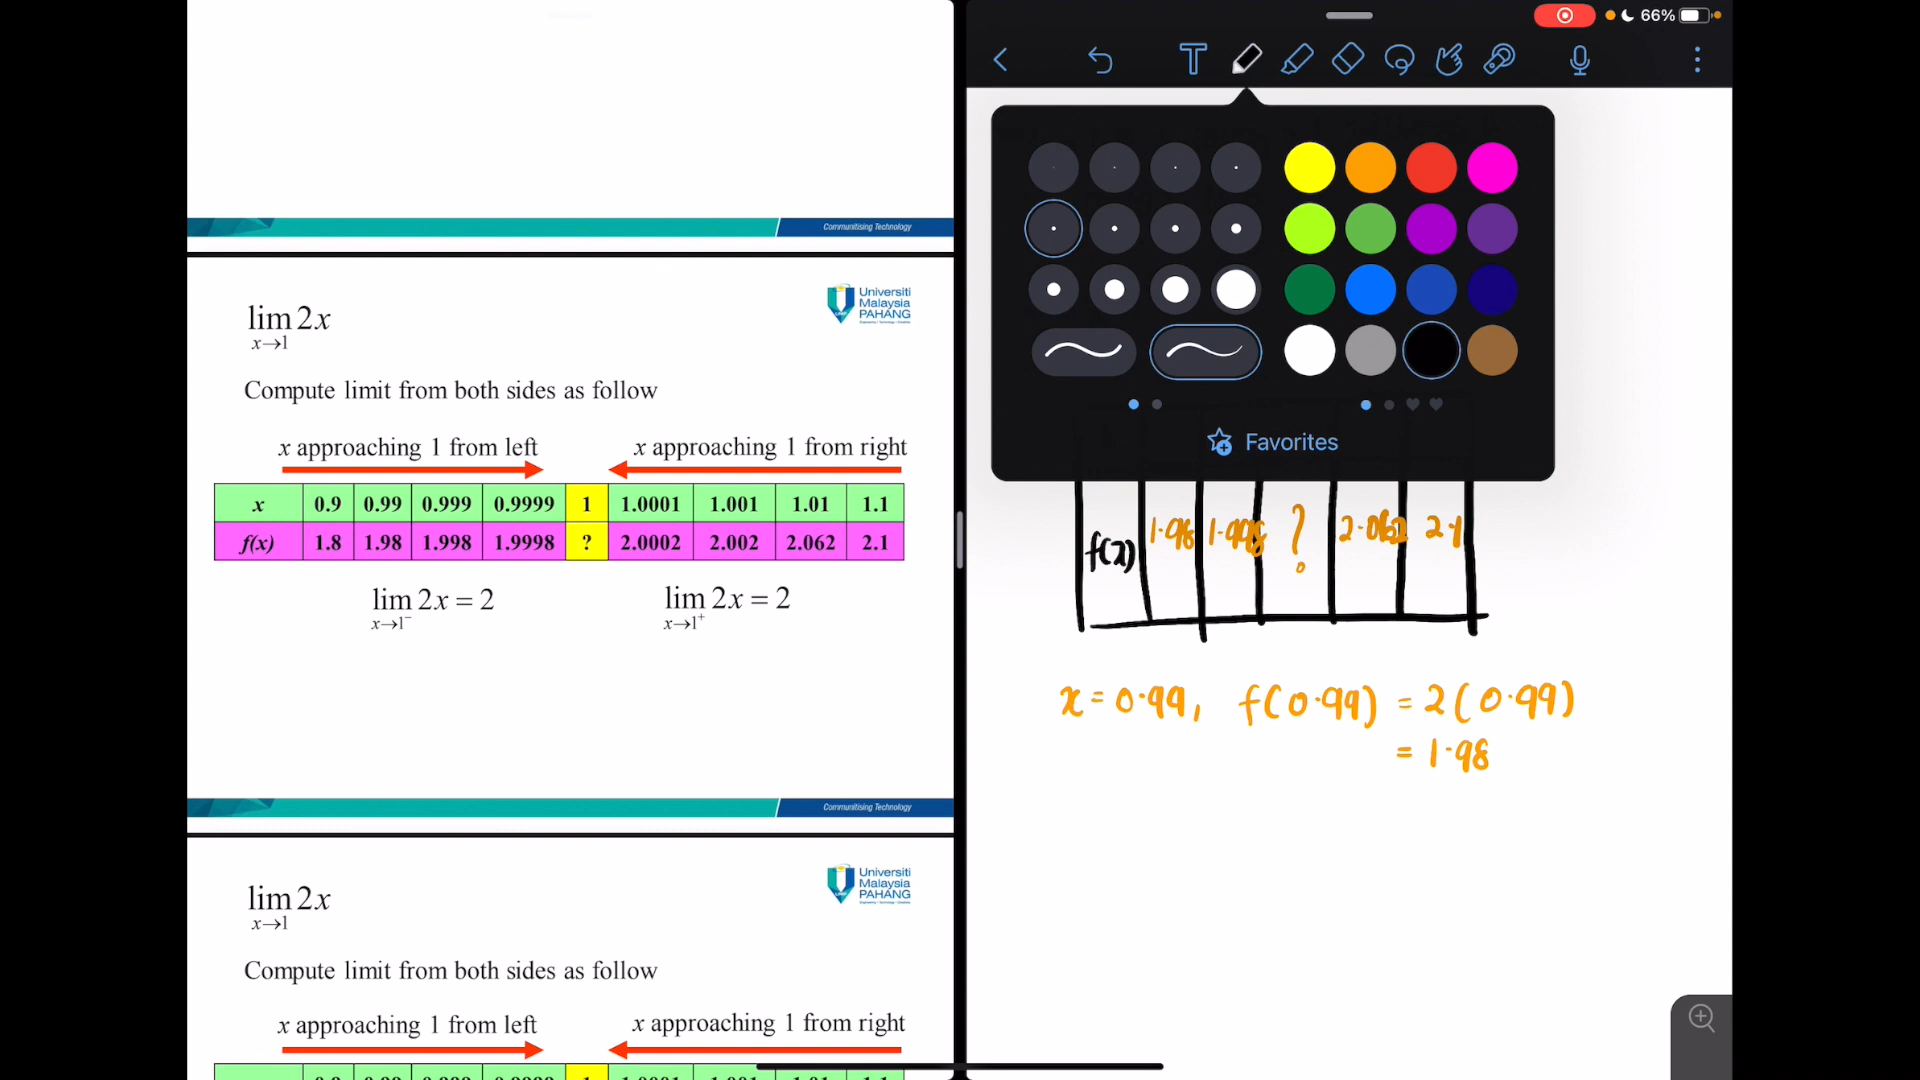 Communitising Technology
Universiti
Malaysia
PAHANG
lim 2x
x→1
Compute limit from both sides as follow
x approaching 1 from left x approaching 1 from right
x 0.9 0.99 0.999 0.9999 1 1.0001 1.001 1.01 1.1
f(x) 1.8 1.98 1.998 1.9998 ? 2.0002 2.002 2.062 2.1
lim 2x = 2 lim 2x = 2
x→1⁻ x→1⁺
Communitising Technology
Universiti
Malaysia
PAHANG
lim 2x
x→1
Compute limit from both sides as follow
x approaching 1 from left x approaching 1 from right
66%
T
Favorites
f(x) 1.98 1.998 ? 2.062 2.1
x = 0.99, f(0.99) = 2(0.99)
= 1.98